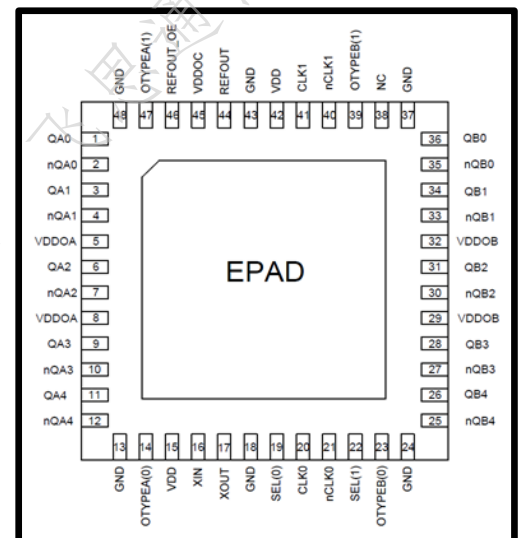 GND OTYPEA(1) REFOUT_OE VDDOC REFOUT GND VDD CLK1 nCLK1 OTYPEB(1) NC GND
48 47 46 45 44 43 42 41 40 39 38 37
QA0 1 36 QB0
nQA0 2 35 nQB0
QA1 3 34 QB1
nQA1 4 33 nQB1
VDDOA 5 32 VDDOB
QA2 6 31 QB2
EPAD
nQA2 7 30 nQB2
VDDOA 8 29 VDDOB
QA3 9 28 QB3
nQA3 10 27 nQB3
QA4 11 26 QB4
nQA4 12 25 nQB4
13 14 15 16 17 18 19 20 21 22 23 24
GND OTYPEA(0) VDD XIN XOUT GND SEL(0) CLK0 nCLK0 SEL(1) OTYPEB(0) GND